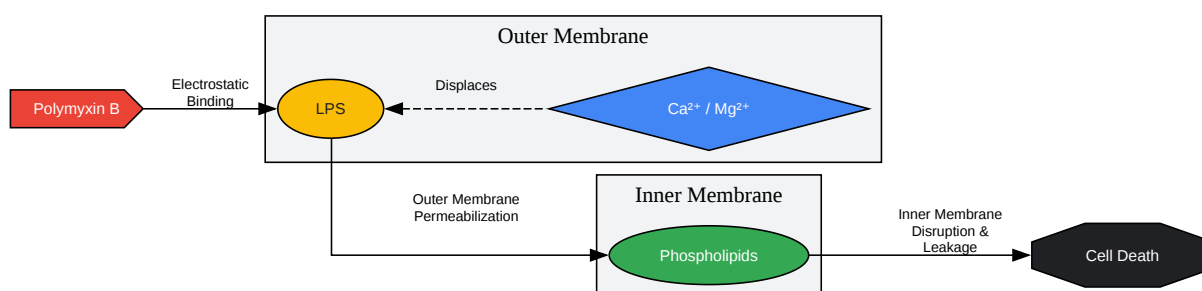 Outer Membrane
Polymyxin B
Electrostatic
Binding
LPS
Displaces
Ca²⁺ / Mg²⁺
Outer Membrane
Permeabilization
Inner Membrane
Phospholipids
Inner Membrane
Disruption &
Leakage
Cell Death